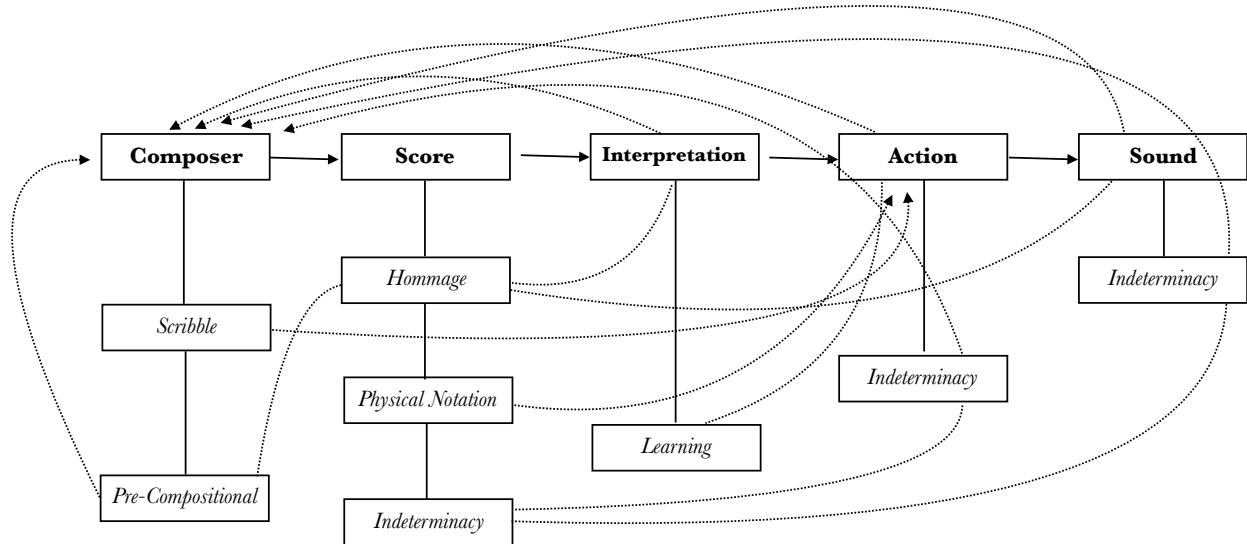 Composer
Score
Interpretation
Action
Sound
Hommage
Indeterminacy
Scribble
Indeterminacy
Physical Notation
Learning
Pre-Compositional
Indeterminacy